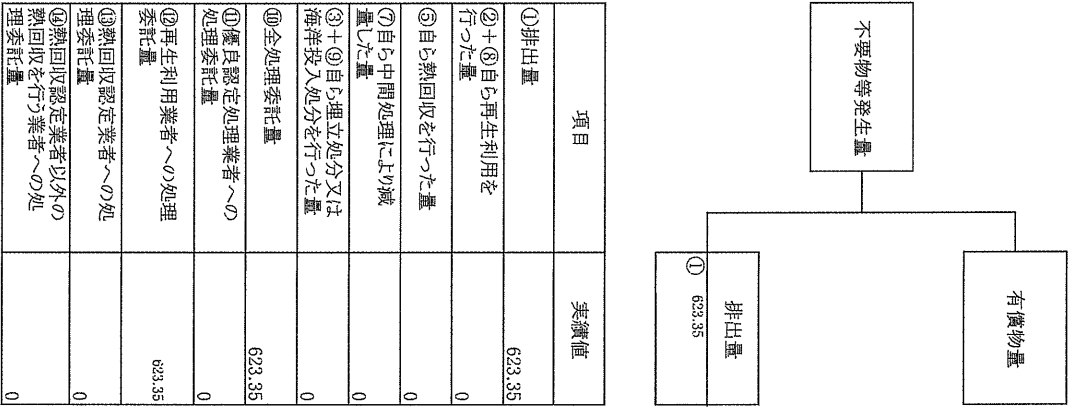 不要物等発生量
有償物量
排出量
① 623.35
項目 実績値
①排出量 623.35
②＋⑧自ら再生利用を
行った量 0
⑤自ら熱回収を行った量 0
⑦自ら中間処理により減
量した量 0
③＋⑨自ら埋立処分又は
海洋投入処分を行った量 0
⑩全処理委託量 623.35
⑪優良認定処理業者への
処理委託量 0
⑫再生利用業者への処理
委託量 623.35
⑬熱回収認定業者への処
理委託量 0
⑭熱回収認定業者以外の
熱回収を行う業者への処
理委託量 0